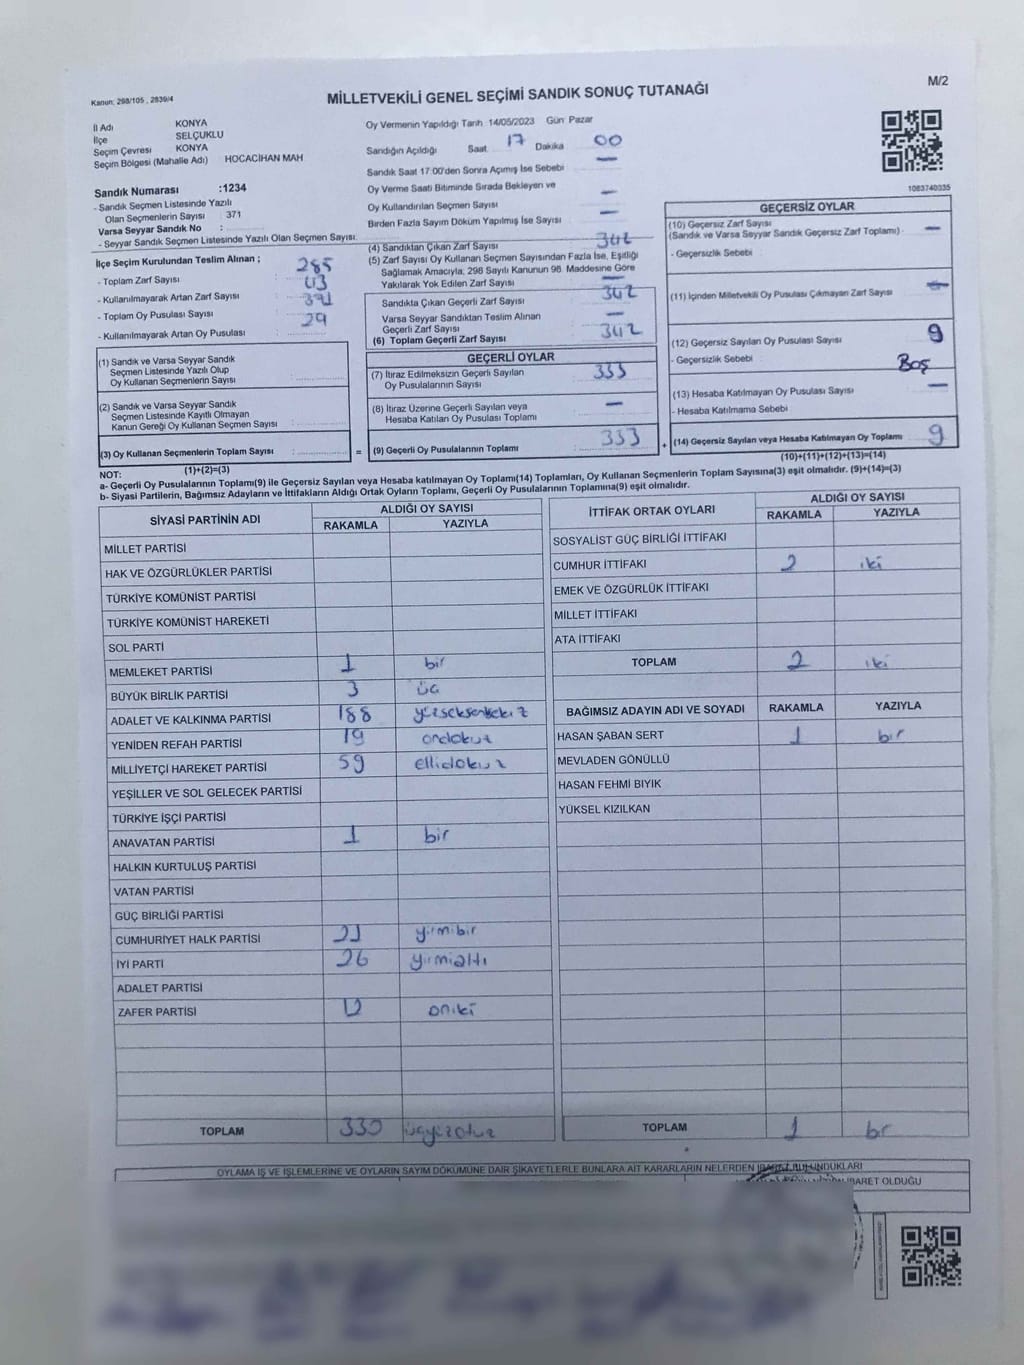 M/2
Kanun: 298/105 , 2839/4
MİLLETVEKİLİ GENEL SEÇİMİ SANDIK SONUÇ TUTANAĞI
İl Adı KONYA
İlçe SELÇUKLU
Seçim Çevresi KONYA
Seçim Bölgesi (Mahalle Adı) HOCACİHAN MAH
Sandık Numarası :1234
- Sandık Seçmen Listesinde Yazılı
Olan Seçmenlerin Sayısı : 371
Varsa Seyyar Sandık No :
- Seyyar Sandık Seçmen Listesinde Yazılı Olan Seçmen Sayısı:
İlçe Seçim Kurulundan Teslim Alınan ;
- Toplam Zarf Sayısı : 385
- Kullanılmayarak Artan Zarf Sayısı : 43
- Toplam Oy Pusulası Sayısı : 371
- Kullanılmayarak Artan Oy Pusulası : 29
(1) Sandık ve Varsa Seyyar Sandık
Seçmen Listesinde Yazılı Olup
Oy Kullanan Seçmenlerin Sayısı :
(2) Sandık ve Varsa Seyyar Sandık
Seçmen Listesinde Kayıtlı Olmayan
Kanun Gereği Oy Kullanan Seçmen Sayısı :
(3) Oy Kullanan Seçmenlerin Toplam Sayısı :
(1)+(2)=(3)
Oy Vermenin Yapıldığı Tarih :14/05/2023 Gün: Pazar
Sandığın Açıldığı Saat 17 Dakika 00
Sandık Saat 17:00'den Sonra Açımış İse Sebebi —
Oy Verme Saati Bitiminde Sırada Bekleyen ve
Oy Kullandırılan Seçmen Sayısı —
Birden Fazla Sayım Döküm Yapılmış İse Sayısı —
(4) Sandıktan Çıkan Zarf Sayısı 342
(5) Zarf Sayısı Oy Kullanan Seçmen Sayısından Fazla İse, Eşitliği
Sağlamak Amacıyla, 298 Sayılı Kanunun 98. Maddesine Göre
Yakılarak Yok Edilen Zarf Sayısı —
Sandıkta Çıkan Geçerli Zarf Sayısı 342
Varsa Seyyar Sandıktan Teslim Alınan
Geçerli Zarf Sayısı —
(6) Toplam Geçerli Zarf Sayısı 342
GEÇERLİ OYLAR
(7) İtiraz Edilmeksizin Geçerli Sayılan
Oy Pusulalarının Sayısı : 333
(8) İtiraz Üzerine Geçerli Sayılan veya
Hesaba Katılan Oy Pusulası Toplamı : —
= (9) Geçerli Oy Pusulalarının Toplamı : 333
1083740335
GEÇERSİZ OYLAR
(10) Geçersiz Zarf Sayısı
(Sandık ve Varsa Seyyar Sandık Geçersiz Zarf Toplamı) : —
- Geçersizlik Sebebi :
(11) İçinden Milletvekili Oy Pusulası Çıkmayan Zarf Sayısı —
(12) Geçersiz Sayılan Oy Pusulası Sayısı 9
- Geçersizlik Sebebi : Boş
(13) Hesaba Katılmayan Oy Pusulası Sayısı —
- Hesaba Katılmama Sebebi
+ (14) Geçersiz Sayılan veya Hesaba Katılmayan Oy Toplamı 9
(10)+(11)+(12)+(13)=(14)
NOT:
a- Geçerli Oy Pusulalarının Toplamı(9) ile Geçersiz Sayılan veya Hesaba katılmayan Oy Toplamı(14) Toplamları, Oy Kullanan Seçmenlerin Toplam Sayısına(3) eşit olmalıdır. (9)+(14)=(3)
b- Siyasi Partilerin, Bağımsız Adayların ve İttifakların Aldığı Ortak Oyların Toplamı, Geçerli Oy Pusulalarının Toplamına(9) eşit olmalıdır.
SİYASİ PARTİNİN ADI ALDIĞI OY SAYISI
RAKAMLA YAZIYLA
MİLLET PARTİSİ
HAK VE ÖZGÜRLÜKLER PARTİSİ
TÜRKİYE KOMÜNİST PARTİSİ
TÜRKİYE KOMÜNİST HAREKETİ
SOL PARTİ
MEMLEKET PARTİSİ 1 bir
BÜYÜK BİRLİK PARTİSİ 3 üç
ADALET VE KALKINMA PARTİSİ 188 yüzseksensekiz
YENİDEN REFAH PARTİSİ 19 ondokuz
MİLLİYETÇİ HAREKET PARTİSİ 59 ellidokuz
YEŞİLLER VE SOL GELECEK PARTİSİ
TÜRKİYE İŞÇİ PARTİSİ
ANAVATAN PARTİSİ 1 bir
HALKIN KURTULUŞ PARTİSİ
VATAN PARTİSİ
GÜÇ BİRLİĞİ PARTİSİ
CUMHURİYET HALK PARTİSİ 21 yirmibir
İYİ PARTİ 26 yirmialtı
ADALET PARTİSİ
ZAFER PARTİSİ 12 oniki
TOPLAM 330 üçyüzotuz
İTTİFAK ORTAK OYLARI ALDIĞI OY SAYISI
RAKAMLA YAZIYLA
SOSYALİST GÜÇ BİRLİĞİ İTTİFAKI
CUMHUR İTTİFAKI 2 iki
EMEK VE ÖZGÜRLÜK İTTİFAKI
MİLLET İTTİFAKI
ATA İTTİFAKI
TOPLAM 2 iki
BAĞIMSIZ ADAYIN ADI VE SOYADI RAKAMLA YAZIYLA
HASAN ŞABAN SERT 1 bir
MEVLADEN GÖNÜLLÜ
HASAN FEHMİ BIYIK
YÜKSEL KIZILKAN
TOPLAM 1 bir
OYLAMA İŞ VE İŞLEMLERİNE VE OYLARIN SAYIM DÖKÜMÜNE DAİR ŞİKAYETLERLE BUNLARA AİT KARARLARIN NELERDEN İBARET BULUNDUKLARI
İBARET OLDUĞU